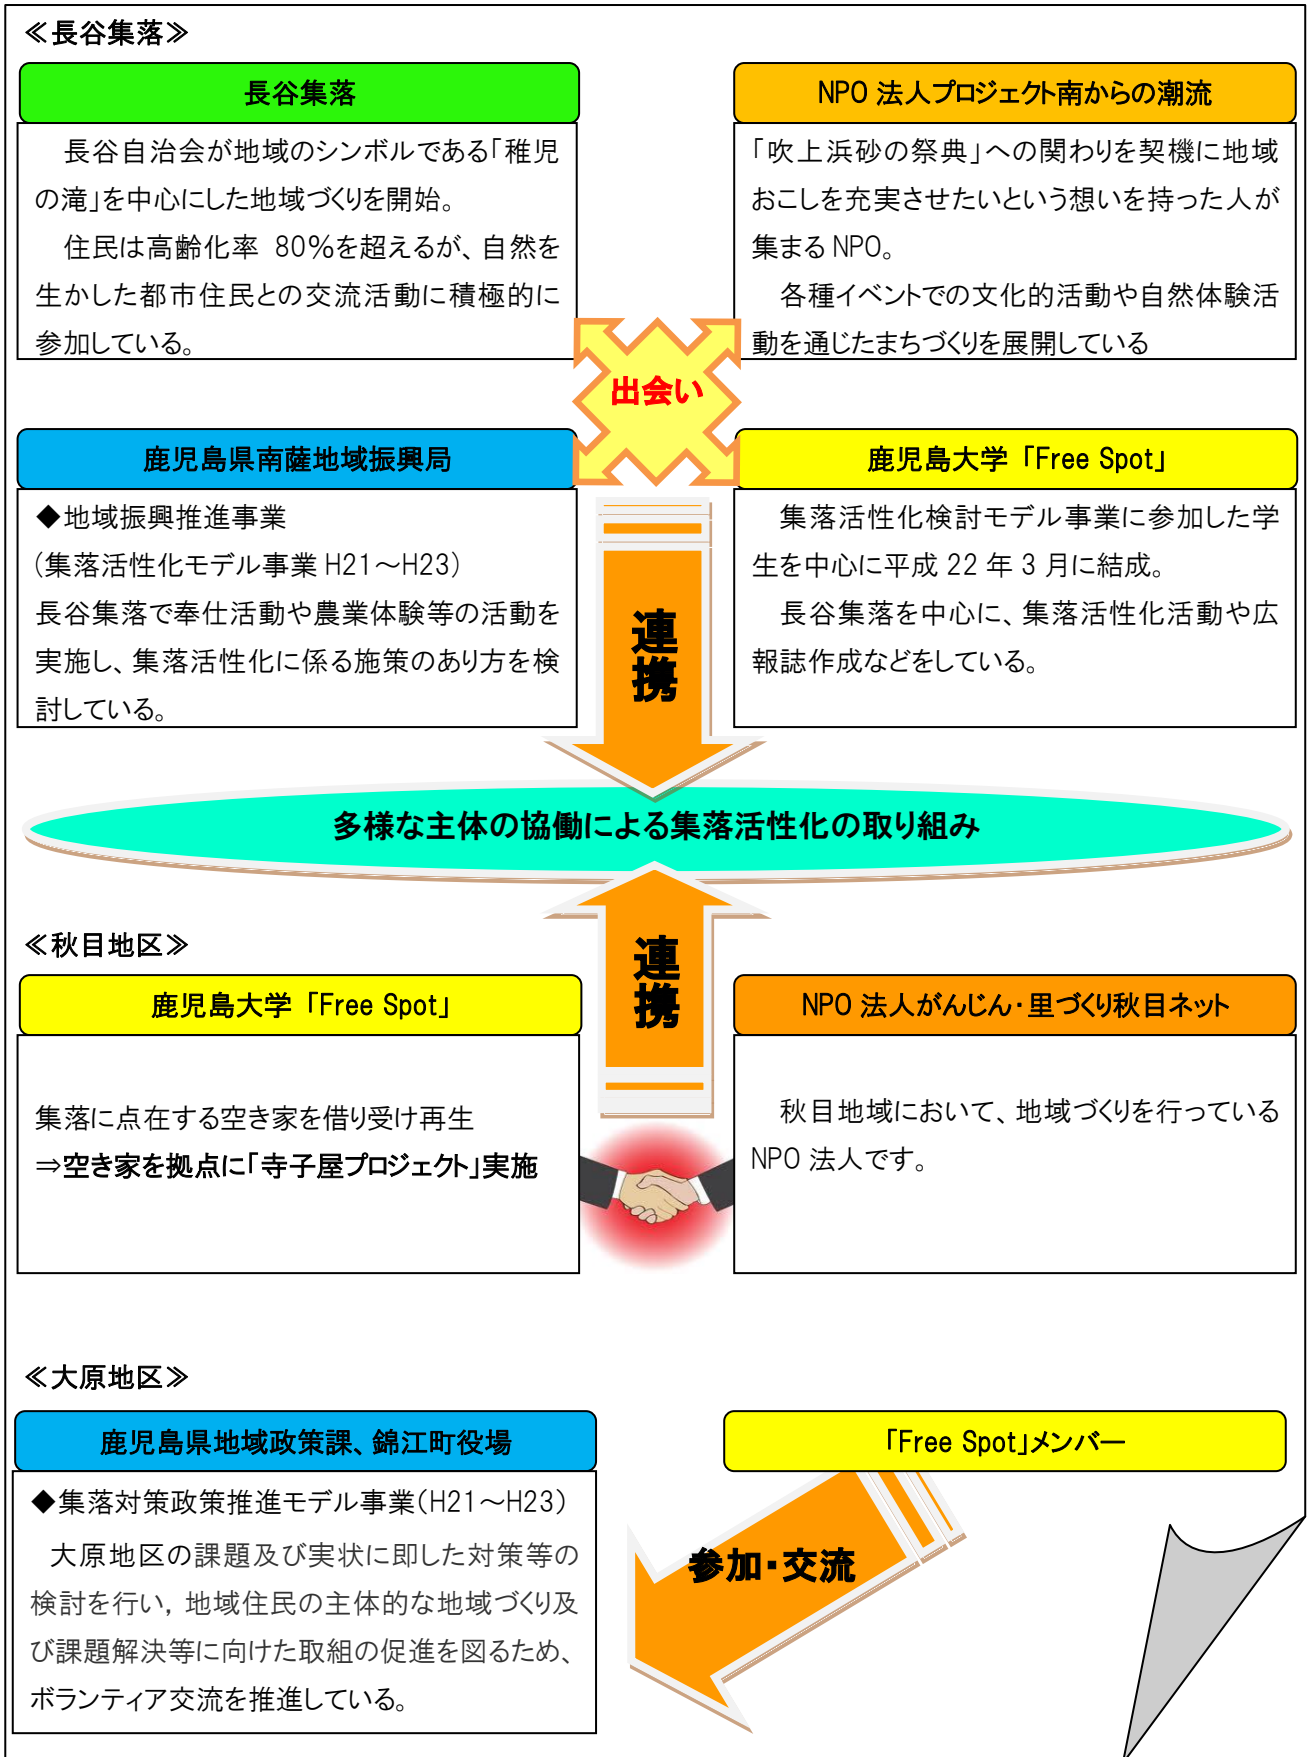 ≪長谷集落≫
長谷集落
長谷自治会が地域のシンボルである「稚児
の滝」を中心にした地域づくりを開始。
住民は高齢化率 80%を超えるが、自然を
生かした都市住民との交流活動に積極的に
参加している。
NPO 法人プロジェクト南からの潮流
「吹上浜砂の祭典」への関わりを契機に地域
おこしを充実させたいという想いを持った人が
集まる NPO。
各種イベントでの文化的活動や自然体験活
動を通じたまちづくりを展開している
出会い
鹿児島県南薩地域振興局
◆地域振興推進事業
（集落活性化モデル事業 H21～H23）
長谷集落で奉仕活動や農業体験等の活動を
実施し、集落活性化に係る施策のあり方を検
討している。
鹿児島大学「Free Spot」
集落活性化検討モデル事業に参加した学
生を中心に平成 22 年 3 月に結成。
長谷集落を中心に、集落活性化活動や広
報誌作成などをしている。
連携
多様な主体の協働による集落活性化の取り組み
連携
≪秋目地区≫
鹿児島大学「Free Spot」
集落に点在する空き家を借り受け再生
⇒空き家を拠点に「寺子屋プロジェクト」実施
NPO 法人がんじん・里づくり秋目ネット
秋目地域において、地域づくりを行っている
NPO 法人です。
≪大原地区≫
鹿児島県地域政策課、錦江町役場
◆集落対策政策推進モデル事業（H21～H23）
大原地区の課題及び実状に即した対策等の
検討を行い，地域住民の主体的な地域づくり及
び課題解決等に向けた取組の促進を図るため、
ボランティア交流を推進している。
「Free Spot」メンバー
参加・交流